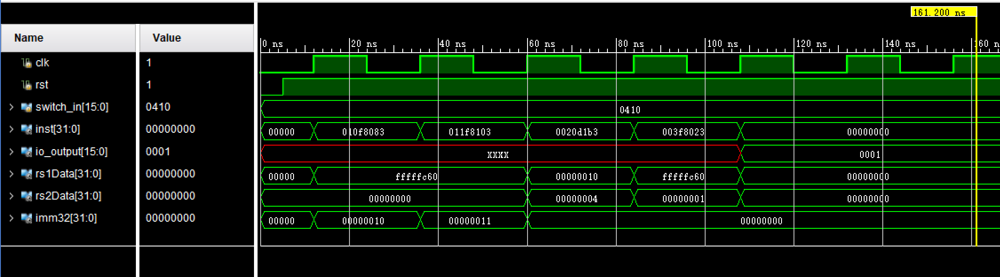 161.200 ns
Name Value
0 ns 20 ns 40 ns 60 ns 80 ns 100 ns 120 ns 140 ns 160 n
clk 1
rst 1
switch_in[15:0] 0410 0410
inst[31:0] 00000000 00000 010f8083 011f8103 0020d1b3 003f8023 00000000
io_output[15:0] 0001 XXXX 0001
rs1Data[31:0] 00000000 00000 fffffc60 00000010 fffffc60 00000000
rs2Data[31:0] 00000000 00000000 00000004 00000001 00000000
imm32[31:0] 00000000 00000 00000010 00000011 00000000